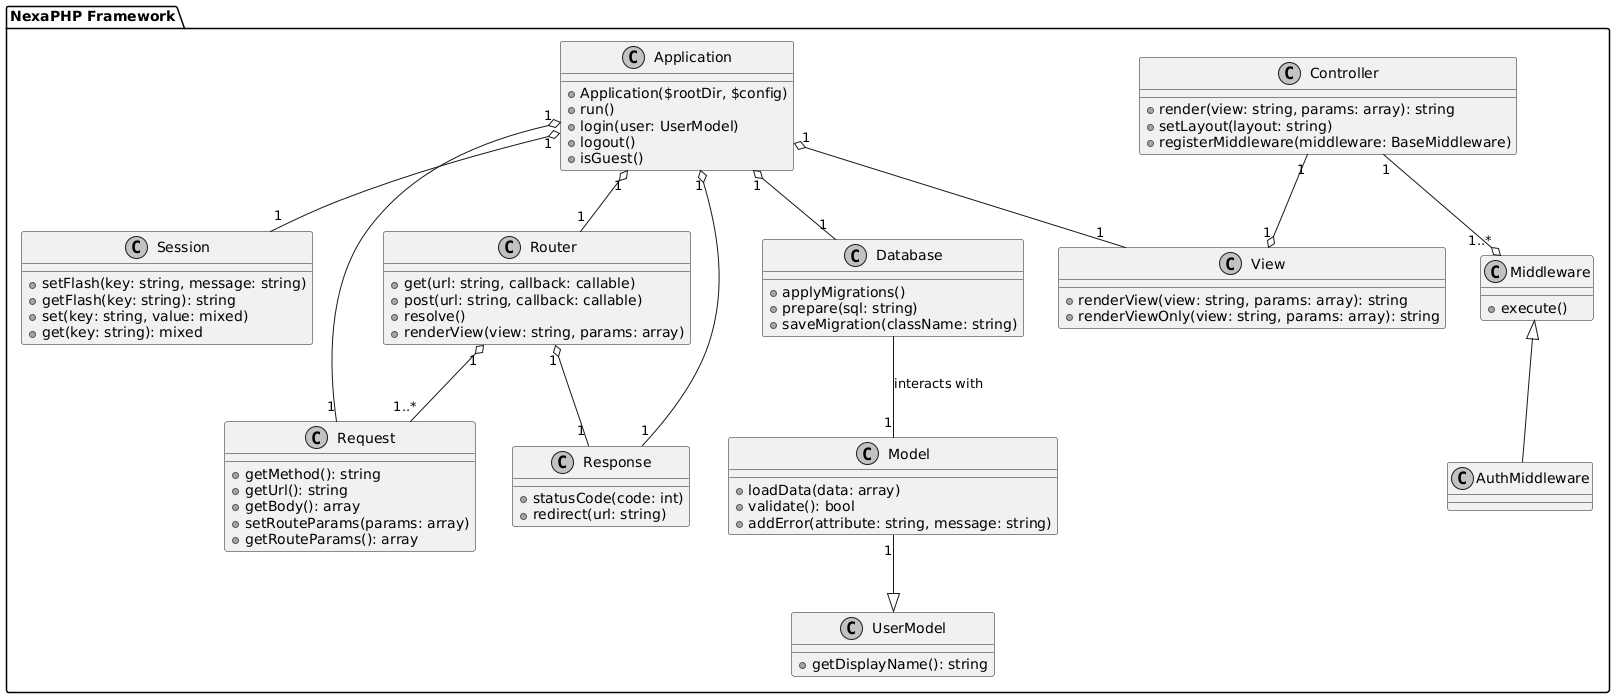 NexaPHP Framework
C Application
Application($rootDir, $config)
run()
login(user: UserModel)
logout()
isGuest()
1
1
1
1
1
1
C Controller
render(view: string, params: array): string
setLayout(layout: string)
registerMiddleware(middleware: BaseMiddleware)
1
1
1
1
1
1
1
1..*
C Session
setFlash(key: string, message: string)
getFlash(key: string): string
set(key: string, value: mixed)
get(key: string): mixed
C Router
get(url: string, callback: callable)
post(url: string, callback: callable)
resolve()
renderView(view: string, params: array)
1
1
C Database
applyMigrations()
prepare(sql: string)
saveMigration(className: string)
interacts with
C View
renderView(view: string, params: array): string
renderViewOnly(view: string, params: array): string
C Middleware
execute()
1
1..*
1
1
1
C Request
getMethod(): string
getUrl(): string
getBody(): array
setRouteParams(params: array)
getRouteParams(): array
C Response
statusCode(code: int)
redirect(url: string)
C Model
loadData(data: array)
validate(): bool
addError(attribute: string, message: string)
1
C AuthMiddleware
C UserModel
getDisplayName(): string